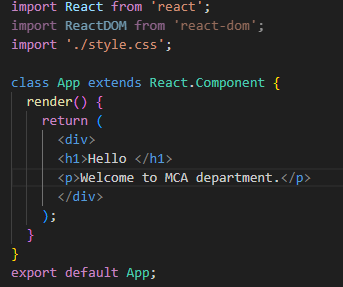 import React from 'react';
import ReactDOM from 'react-dom';
import './style.css';

class App extends React.Component {
  render() {
    return (
      <div>
      <h1>Hello </h1>
      <p>Welcome to MCA department.</p>
      </div>
    );
  }
}
export default App;